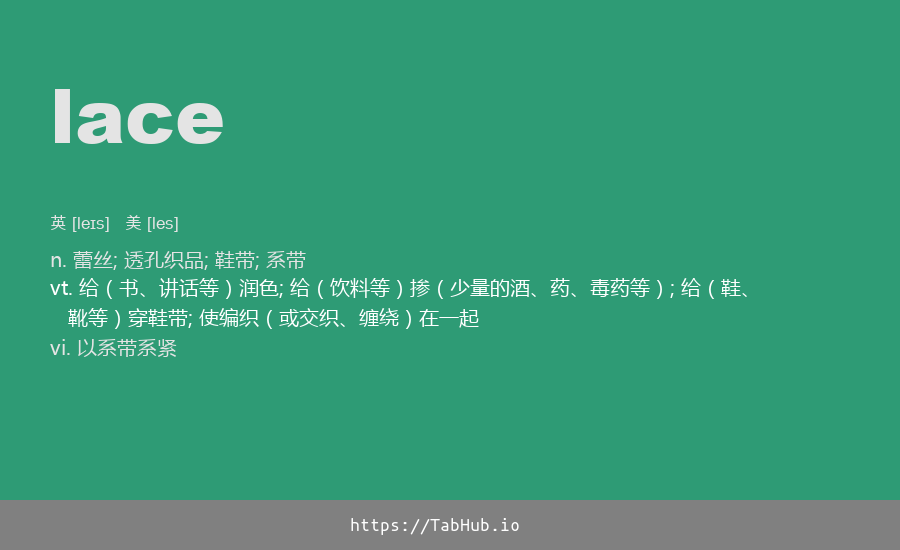 lace
英 [leɪs] 美 [les]
n. 蕾丝; 透孔织品; 鞋带; 系带
vt. 给（书、讲话等）润色; 给（饮料等）掺（少量的酒、药、毒药等）; 给（鞋、
靴等）穿鞋带; 使编织（或交织、缠绕）在一起
vi. 以系带系紧
https://TabHub.io